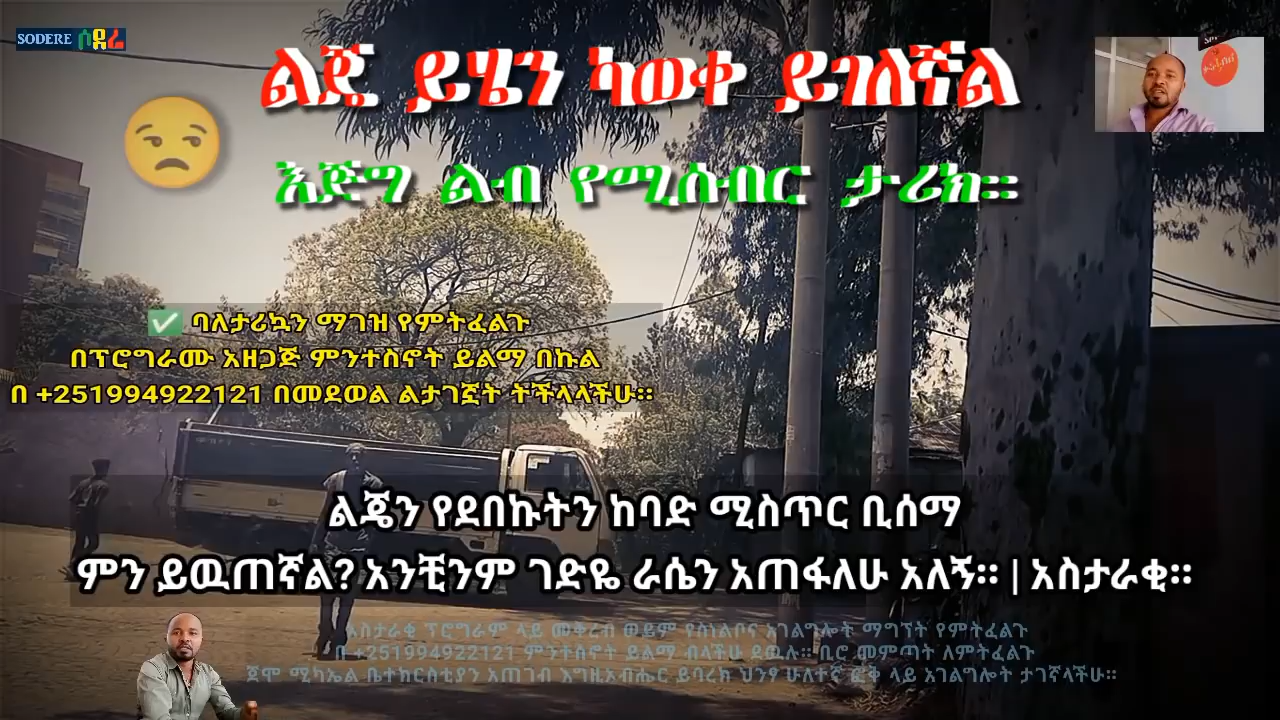 SODERE ሶደሬ
ልጄ ይሄን ካወቀ ይገለኛል
እጅግ ልብ የሚሰብር ታሪክ።
✅ ባለታሪኳን ማገዝ የምትፈልጉ
በፕሮግራሙ አዘጋጅ ምንተስኖት ይልማ በኩል
በ +251994922121 በመደወል ልታገኟት ትችላላችሁ።
ልጄን የደበኩትን ከባድ ሚስጥር ቢሰማ
ምን ይዉጠኛል? አንቺንም ገድዬ ራሴን አጠፋለሁ አለኝ። | አስታራቂ።
አስታራቂ ፕሮግራም ላይ መቅረብ ወይም የስነልቦና አገልግሎት ማግኘት የምትፈልጉ
በ +251994922121 ምንተስኖት ይልማ ብላችሁ ደዉሉ። ቢሮ መምጣት ለምትፈልጉ
ጀሞ ሚካኤል ቤተክርስቲያን አጠገብ እግዚኦብሔር ይባረክ ህንፃ ሁለተኛ ፎቅ ላይ አገልግሎት ታገኛላችሁ።